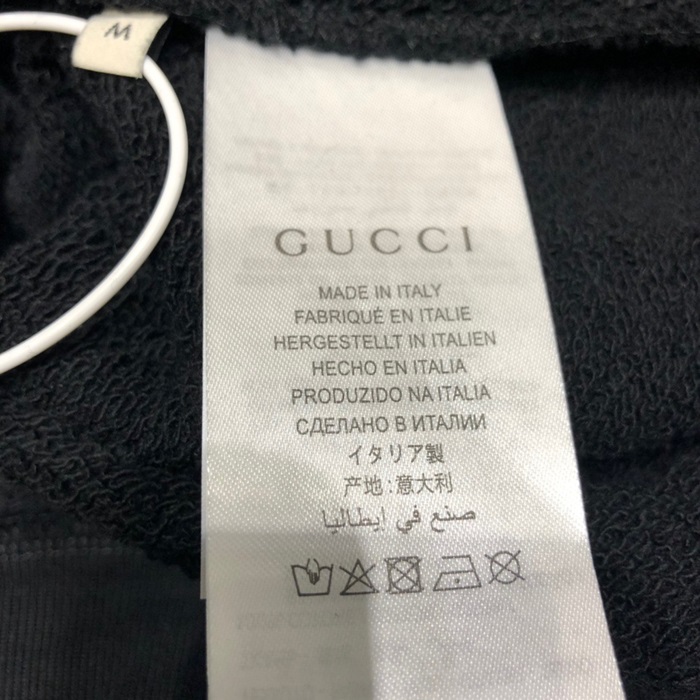 M
GUCCI
MADE IN ITALY
FABRIQUÉ EN ITALIE
HERGESTELLT IN ITALIEN
HECHO EN ITALIA
PRODUZIDO NA ITALIA
СДЕЛАНО В ИТАЛИИ
イタリア製
产地:意大利
صنع في ايطاليا